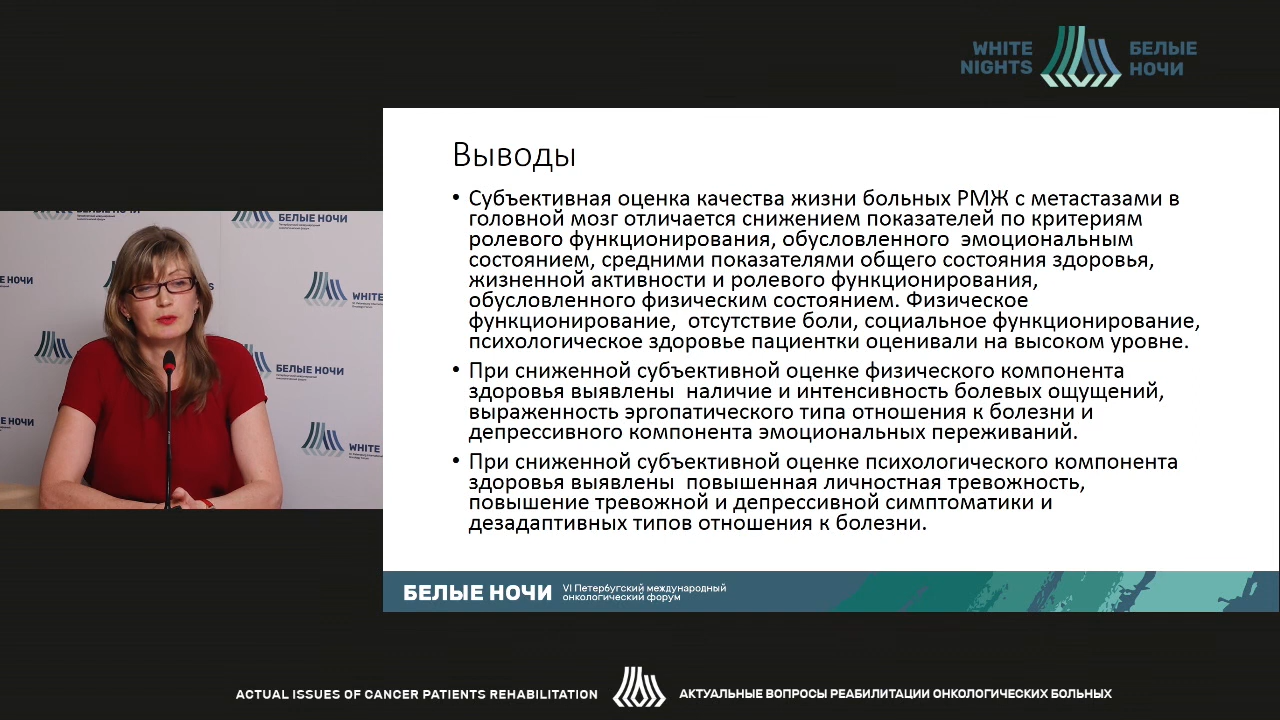 WHITE
NIGHTS
БЕЛЫЕ
НОЧИ
Выводы
• Субъективная оценка качества жизни больных РМЖ с метастазами в
головной мозг отличается снижением показателей по критериям
ролевого функционирования, обусловленного эмоциональным
состоянием, средними показателями общего состояния здоровья,
жизненной активности и ролевого функционирования,
обусловленного физическим состоянием. Физическое
функционирование, отсутствие боли, социальное функционирование,
психологическое здоровье пациентки оценивали на высоком уровне.
• При сниженной субъективной оценке физического компонента
здоровья выявлены наличие и интенсивность болевых ощущений,
выраженность эргопатического типа отношения к болезни и
депрессивного компонента эмоциональных переживаний.
• При сниженной субъективной оценке психологического компонента
здоровья выявлены повышенная личностная тревожность,
повышение тревожной и депрессивной симптоматики и
дезадаптивных типов отношения к болезни.
БЕЛЫЕ НОЧИ
VI Петербугский международный
онкологический форум
БЕЛЫЕ НОЧИ
WHITE
БЕЛЫЕ НОЧИ
WHITE
ACTUAL ISSUES OF CANCER PATIENTS REHABILITATION
АКТУАЛЬНЫЕ ВОПРОСЫ РЕАБИЛИТАЦИИ ОНКОЛОГИЧЕСКИХ БОЛЬНЫХ